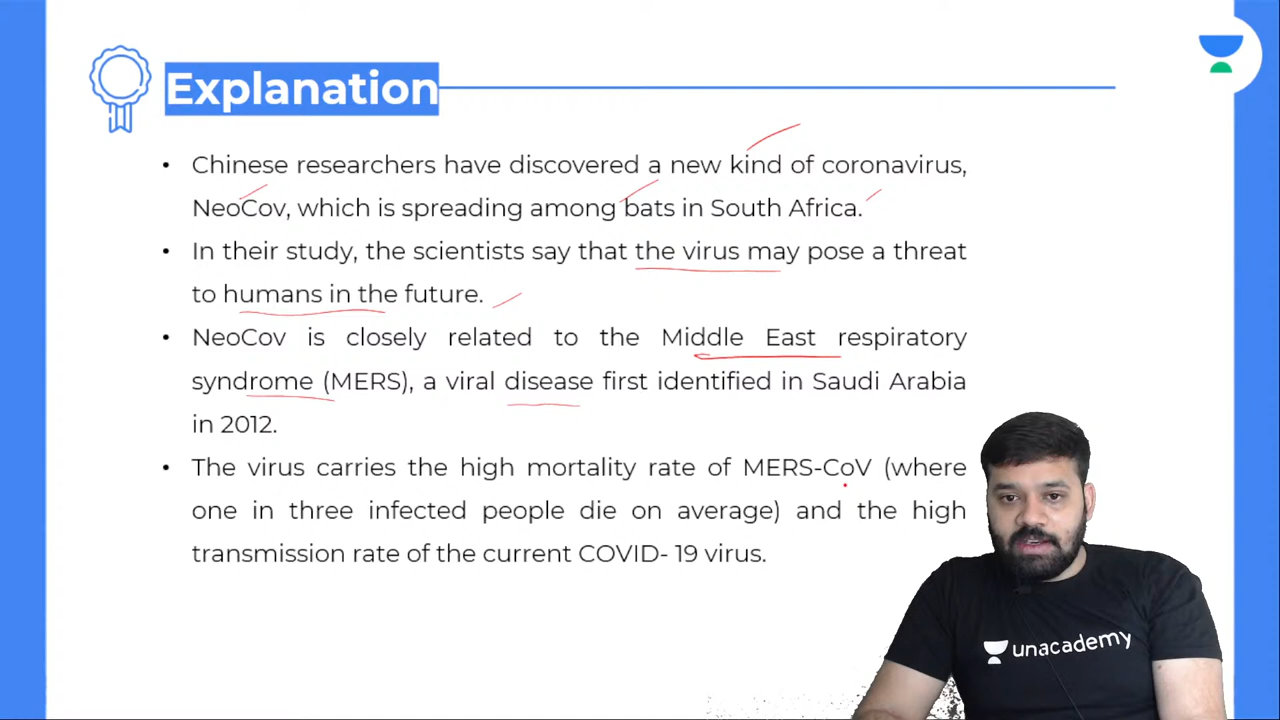 Explanation
• Chinese researchers have discovered a new kind of coronavirus,
NeoCov, which is spreading among bats in South Africa.
• In their study, the scientists say that the virus may pose a threat
to humans in the future.
• NeoCov is closely related to the Middle East respiratory
syndrome (MERS), a viral disease first identified in Saudi Arabia
in 2012.
• The virus carries the high mortality rate of MERS-CoV (where
one in three infected people die on average) and the high
transmission rate of the current COVID- 19 virus.
unacademy